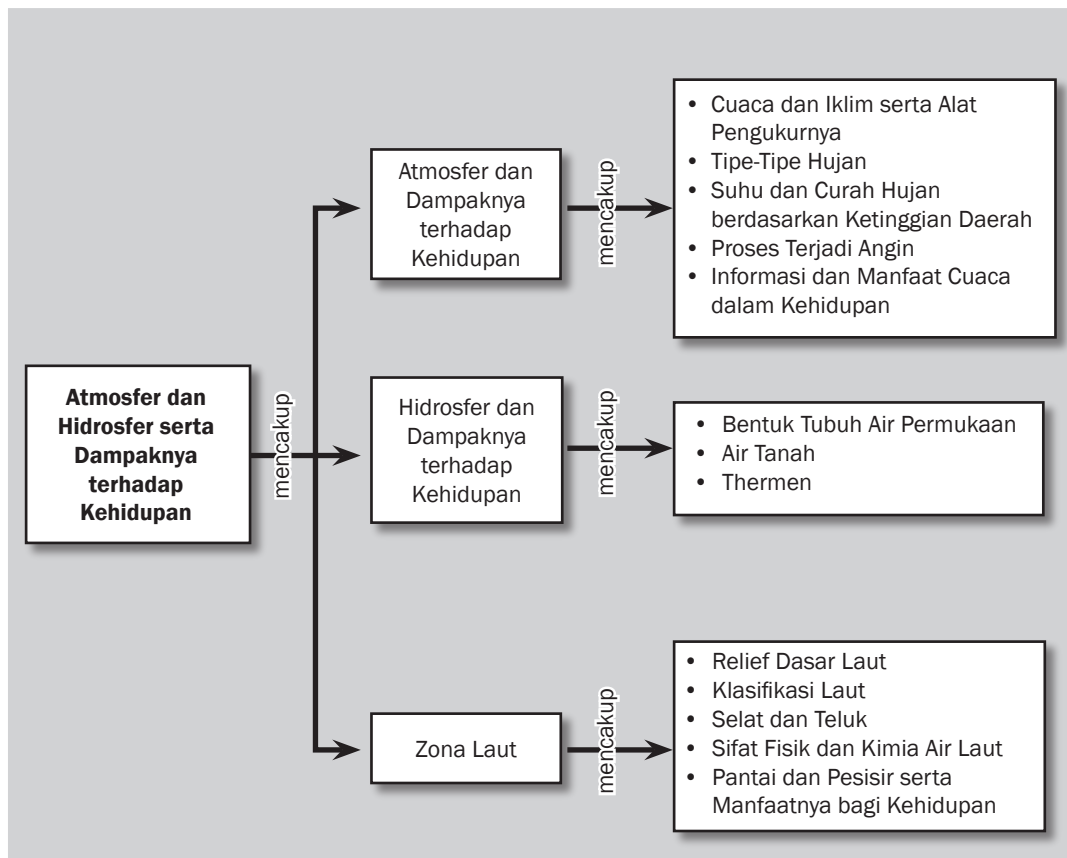 Atmosfer dan
Hidrosfer serta
Dampaknya
terhadap
Kehidupan
mencakup
Atmosfer dan
Dampaknya
terhadap
Kehidupan
mencakup
• Cuaca dan Iklim serta Alat
Pengukurnya
• Tipe-Tipe Hujan
• Suhu dan Curah Hujan
berdasarkan Ketinggian Daerah
• Proses Terjadi Angin
• Informasi dan Manfaat Cuaca
dalam Kehidupan
Hidrosfer dan
Dampaknya
terhadap
Kehidupan
mencakup
• Bentuk Tubuh Air Permukaan
• Air Tanah
• Thermen
Zona Laut
mencakup
• Relief Dasar Laut
• Klasifikasi Laut
• Selat dan Teluk
• Sifat Fisik dan Kimia Air Laut
• Pantai dan Pesisir serta
Manfaatnya bagi Kehidupan